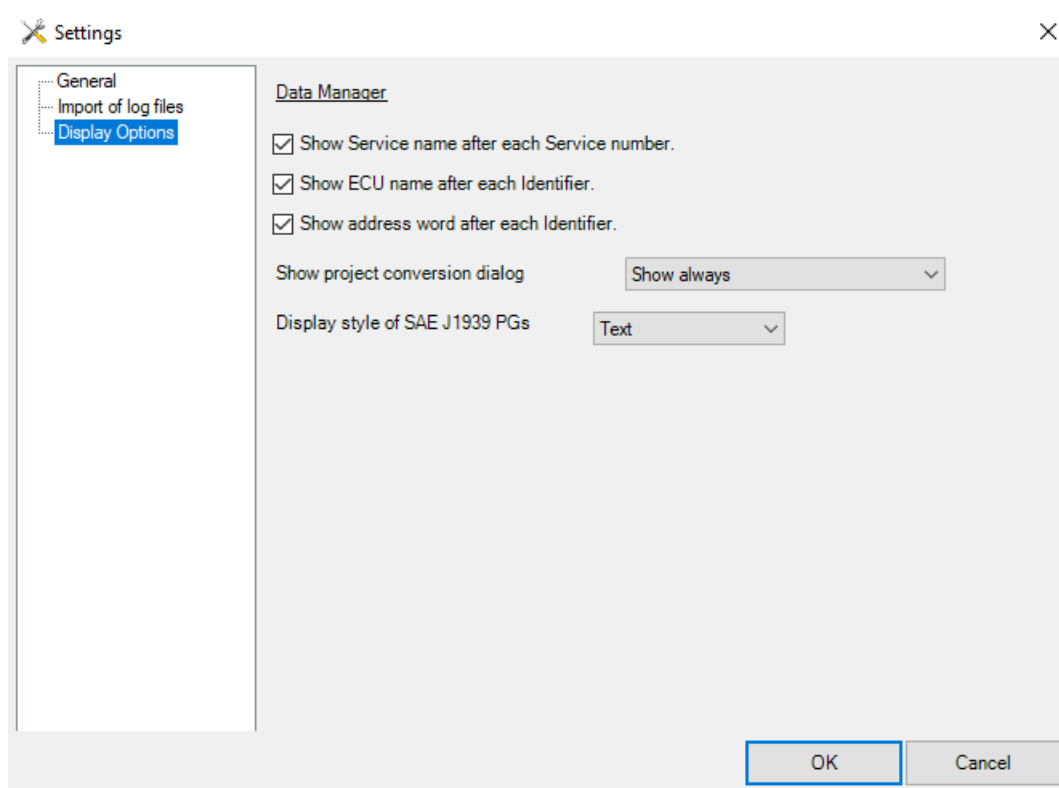 Settings
General
Import of log files
Display Options
Data Manager
Show Service name after each Service number.
Show ECU name after each Identifier.
Show address word after each Identifier.
Show project conversion dialog
Show always
Display style of SAE J1939 PGs
Text
OK
Cancel